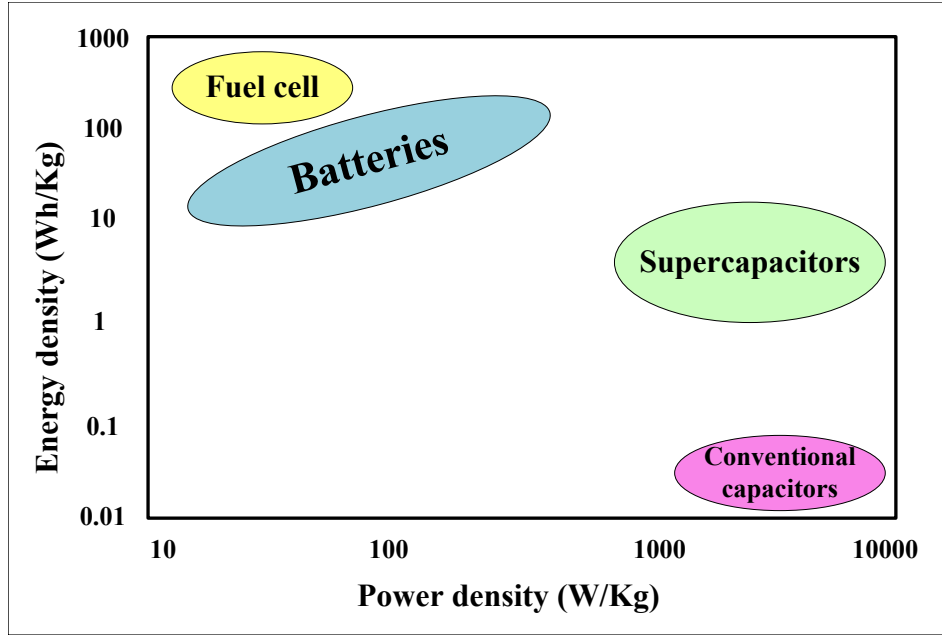 1000
100
10
1
0.1
0.01
Energy density (Wh/Kg)
Fuel cell
Batteries
Supercapacitors
Conventional
capacitors
10
100
1000
10000
Power density (W/Kg)